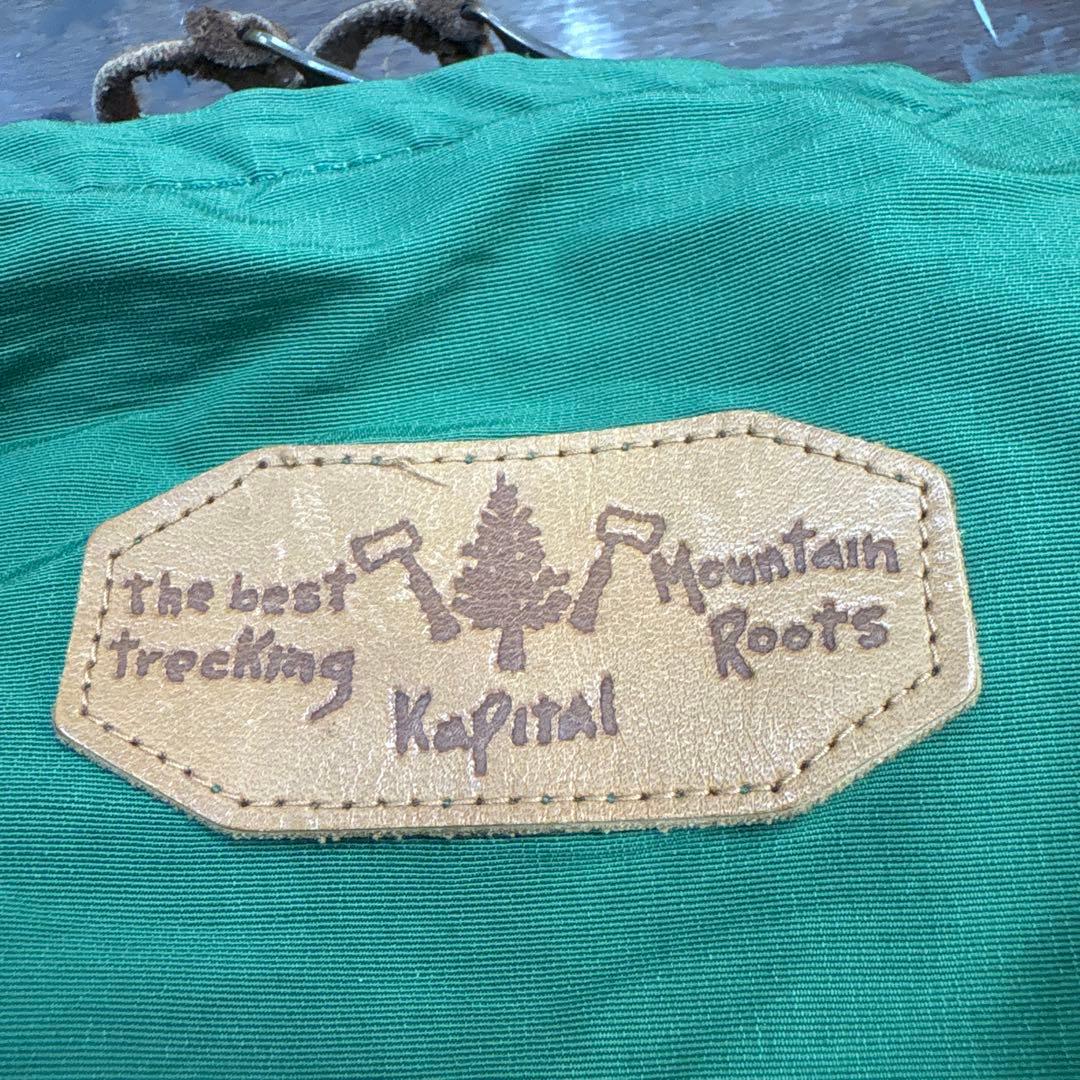 the best
trecking
Mountain
Roots
Kapital